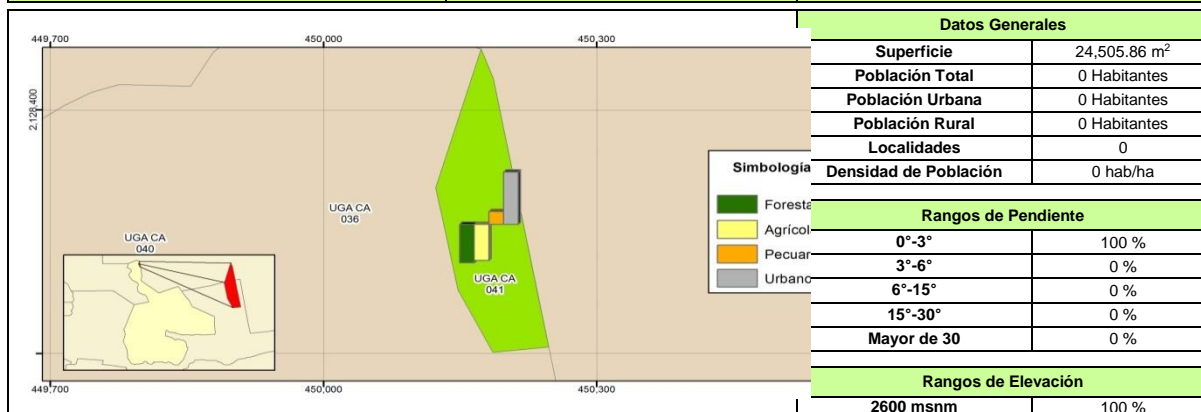 449,700 450,000 450,300
2,128,400
UGA CA
036
UGA CA
040
UGA CA
041
Simbología
Foresta
Agrícol
Pecuar
Urbano
449,700 450,000 450,300
Datos Generales
Superficie 24,505.86 m²
Población Total 0 Habitantes
Población Urbana 0 Habitantes
Población Rural 0 Habitantes
Localidades 0
Densidad de Población 0 hab/ha
Rangos de Pendiente
0°-3° 100 %
3°-6° 0 %
6°-15° 0 %
15°-30° 0 %
Mayor de 30 0 %
Rangos de Elevación
2600 msnm 100 %